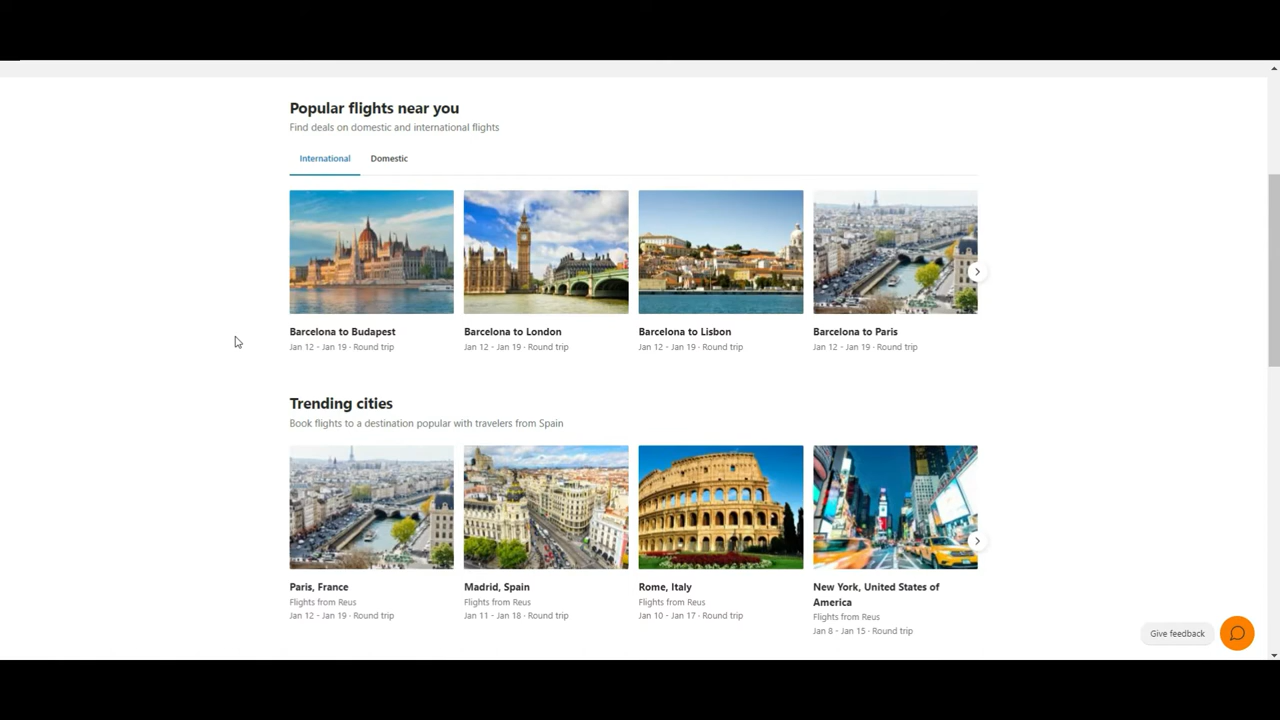 Popular flights near you
Find deals on domestic and international flights
International Domestic
Barcelona to Budapest
Jan 12 - Jan 19 · Round trip
Barcelona to London
Jan 12 - Jan 19 · Round trip
Barcelona to Lisbon
Jan 12 - Jan 19 · Round trip
Barcelona to Paris
Jan 12 - Jan 19 · Round trip
Trending cities
Book flights to a destination popular with travelers from Spain
Paris, France
Flights from Reus
Jan 12 - Jan 19 · Round trip
Madrid, Spain
Flights from Reus
Jan 11 - Jan 18 · Round trip
Rome, Italy
Flights from Reus
Jan 10 - Jan 17 · Round trip
New York, United States of
America
Flights from Reus
Jan 8 - Jan 15 · Round trip
Give feedback